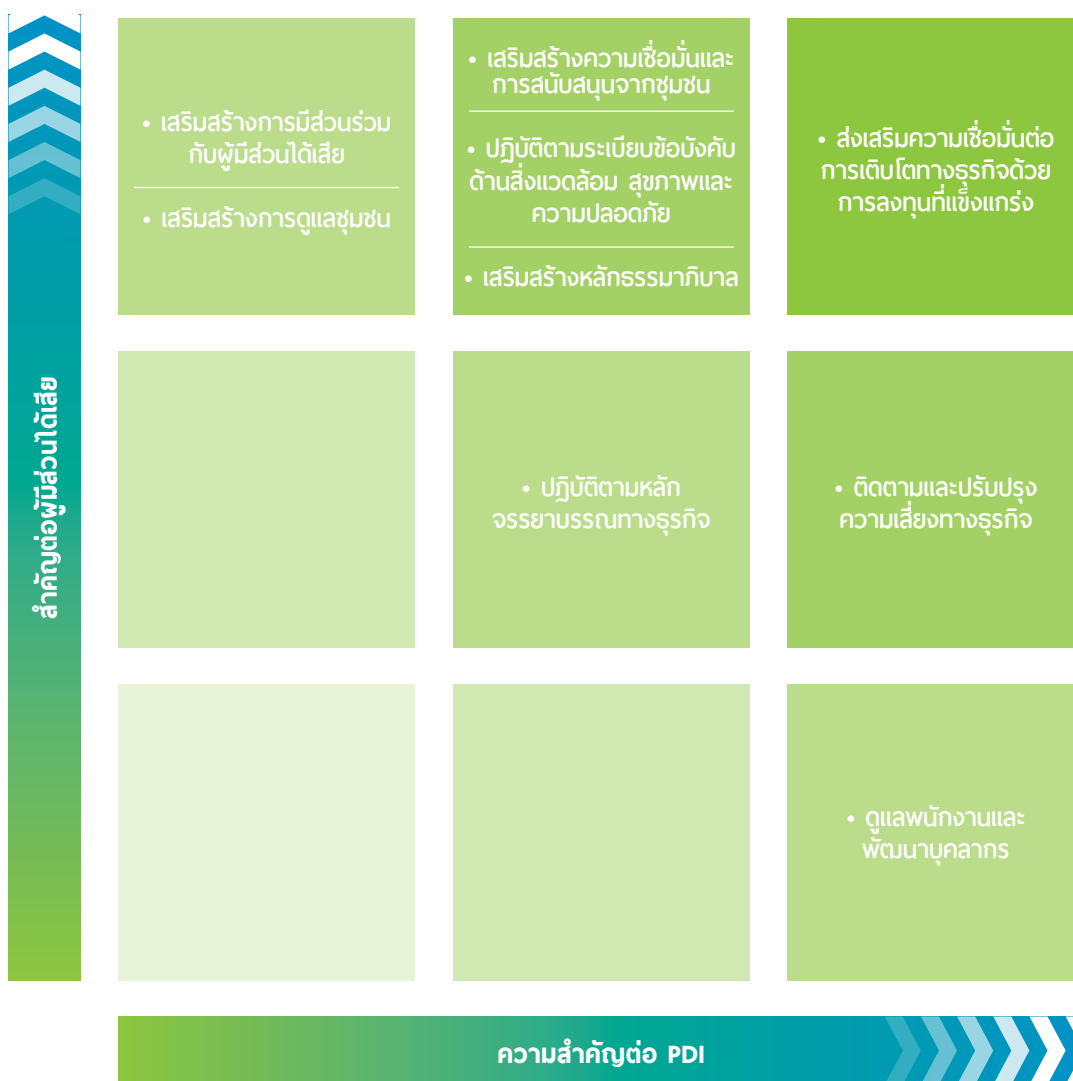 • เสริมสร้างการมีส่วนร่วม
กับผู้มีส่วนได้เสีย
• เสริมสร้างการดูแลชุมชน
• เสริมสร้างความเชื่อมั่นและ
การสนับสนุนจากชุมชน
• ปฏิบัติตามระเบียบข้อบังคับ
ด้านสิ่งแวดล้อม สุขภาพและ
ความปลอดภัย
• เสริมสร้างหลักธรรมาภิบาล
• ส่งเสริมความเชื่อมั่นต่อ
การเติบโตทางธุรกิจด้วย
การลงทุนที่แข็งแกร่ง
สำคัญต่อผู้มีส่วนได้เสีย
• ปฏิบัติตามหลัก
จรรยาบรรณทางธุรกิจ
• ติดตามและปรับปรุง
ความเสี่ยงทางธุรกิจ
• ดูแลพนักงานและ
พัฒนาบุคลากร
ความสำคัญต่อ PDI